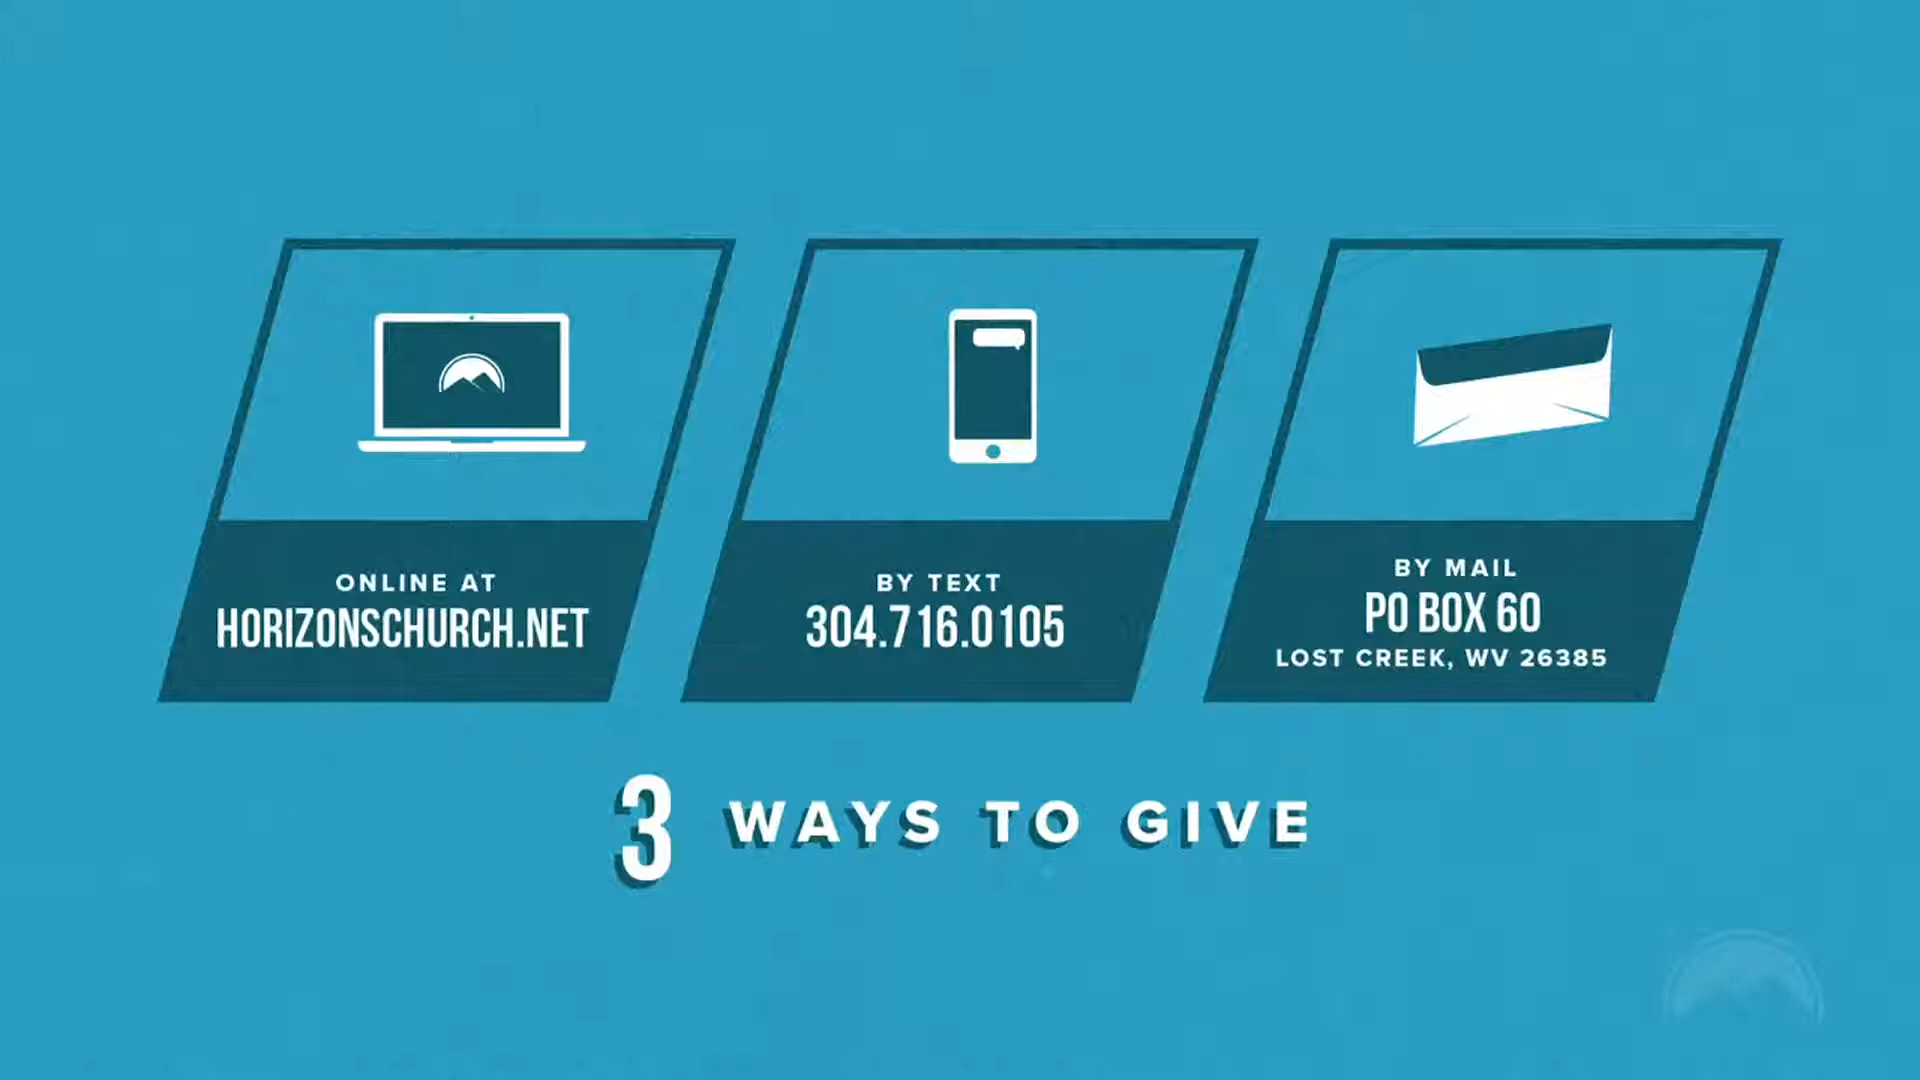 ONLINE AT
HORIZONSCHURCH.NET
BY TEXT
304.716.0105
BY MAIL
PO BOX 60
LOST CREEK, WV 26385
3 WAYS TO GIVE